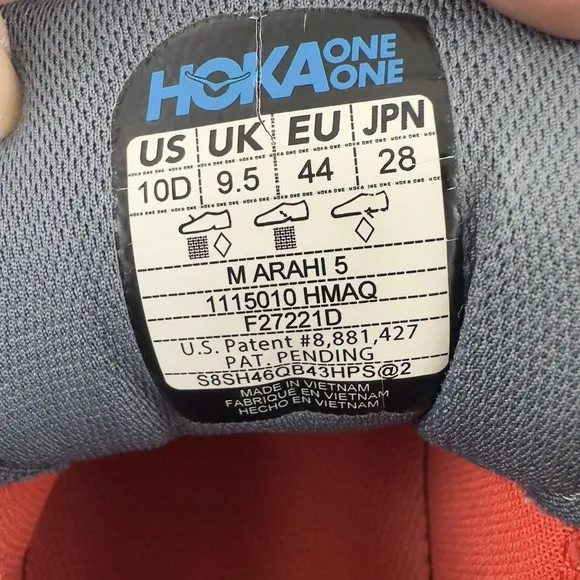 HOKA ONE ONE
US UK EU JPN
10D 9.5 44 28
M ARAHI 5
1115010 HMAQ
F27221D
U.S. Patent #8,881,427
PAT. PENDING
S8SH46QB43HPS@2
MADE IN VIETNAM
FABRIQUE EN VIETNAM
HECHO EN VIETNAM